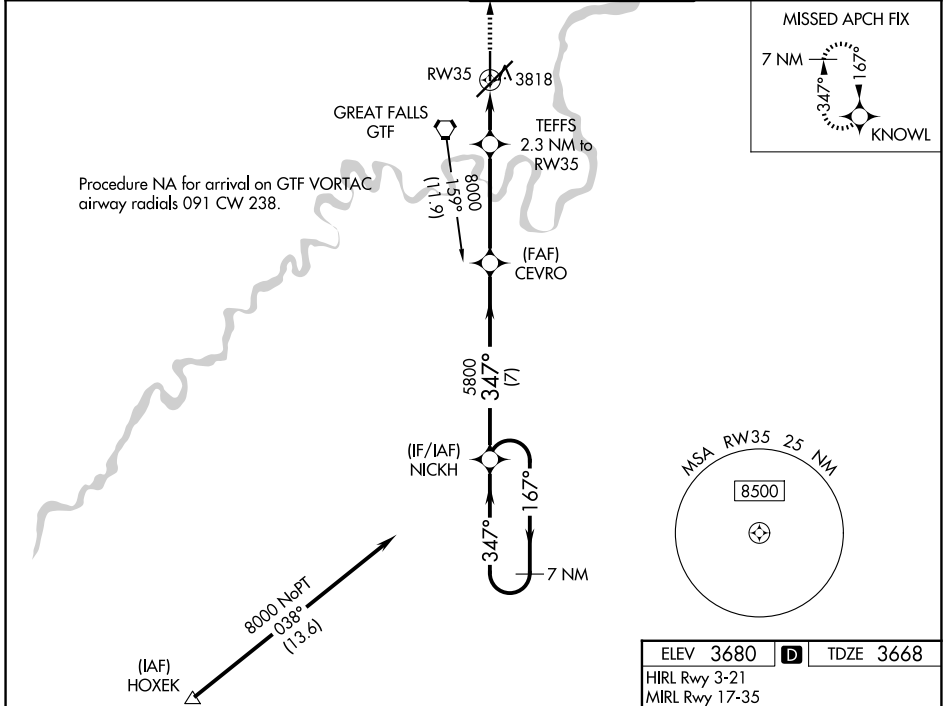 MISSED APCH FIX
7 NM
347°
167°
KNOWL
RW35
3818
GREAT FALLS
GTF
TEFFS
2.3 NM to
RW35
8000
159°
(11.9)
Procedure NA for arrival on GTF VORTAC
airway radials 091 CW 238.
(FAF)
CEVRO
5800
347°
(7)
(IF/IAF)
NICKH
347°
167°
7 NM
MSA RW35 25 NM
8500
8000 NoPT
038°
(13.6)
(IAF)
HOXEK
ELEV 3680 D TDZE 3668
HIRL Rwy 3-21
MIRL Rwy 17-35